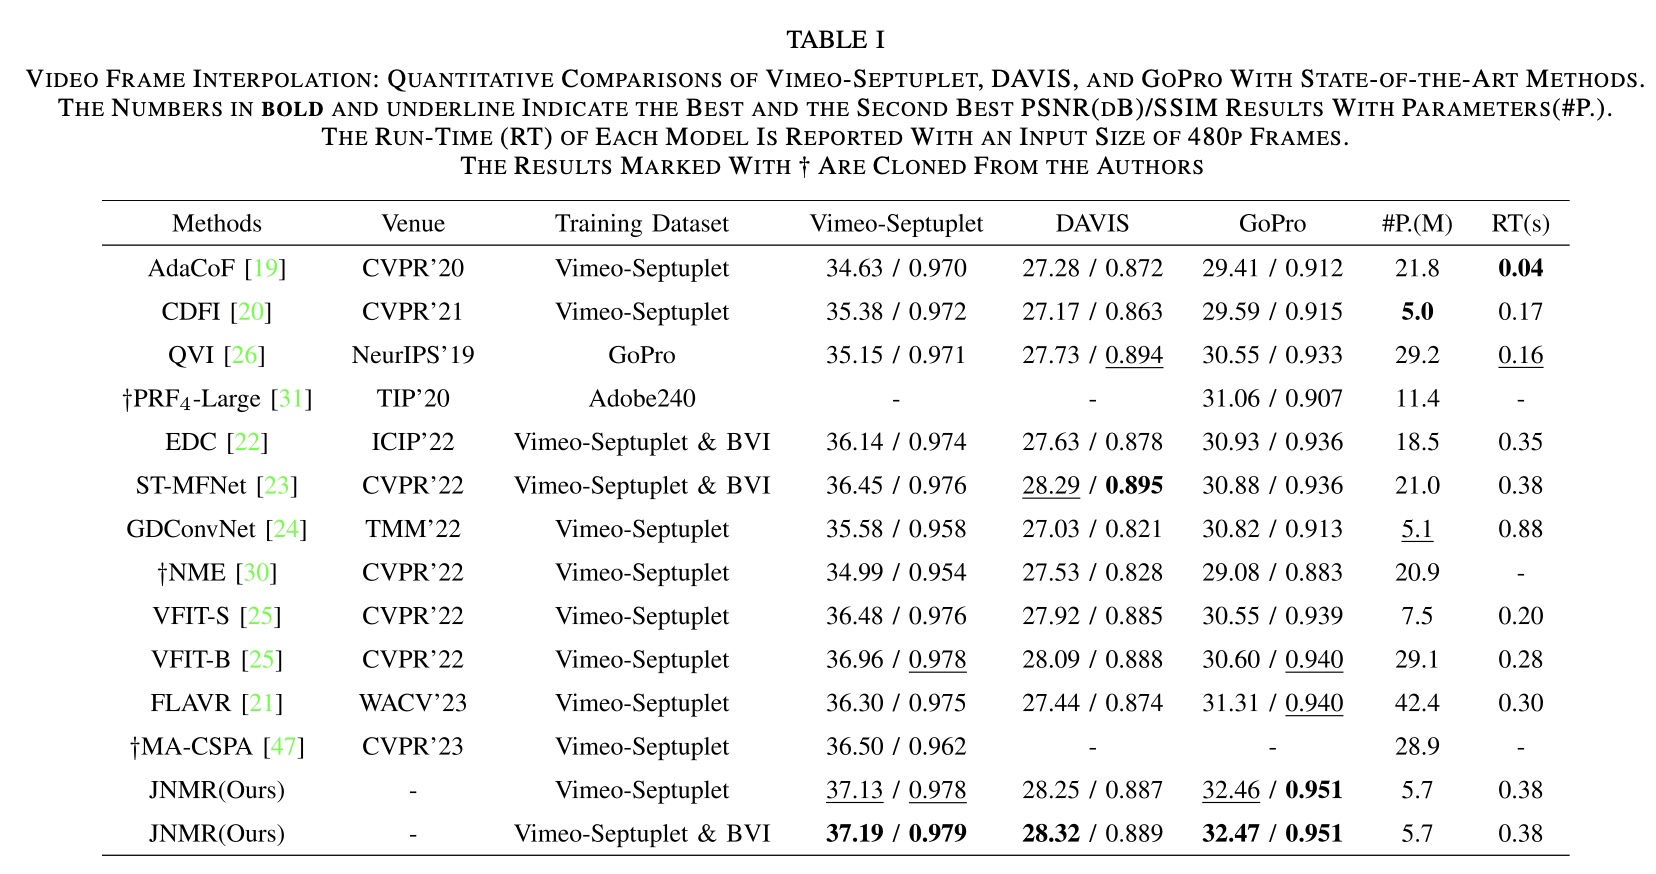 TABLE I
VIDEO FRAME INTERPOLATION: QUANTITATIVE COMPARISONS OF VIMEO-SEPTUPLET, DAVIS, AND GOPRO WITH STATE-OF-THE-ART METHODS.
THE NUMBERS IN BOLD AND UNDERLINE INDICATE THE BEST AND THE SECOND BEST PSNR(DB)/SSIM RESULTS WITH PARAMETERS(#P.).
THE RUN-TIME (RT) OF EACH MODEL IS REPORTED WITH AN INPUT SIZE OF 480P FRAMES.
THE RESULTS MARKED WITH † ARE CLONED FROM THE AUTHORS
Methods Venue Training Dataset Vimeo-Septuplet DAVIS GoPro #P.(M) RT(s)
AdaCoF [19] CVPR'20 Vimeo-Septuplet 34.63 / 0.970 27.28 / 0.872 29.41 / 0.912 21.8 0.04
CDFI [20] CVPR'21 Vimeo-Septuplet 35.38 / 0.972 27.17 / 0.863 29.59 / 0.915 5.0 0.17
QVI [26] NeurIPS'19 GoPro 35.15 / 0.971 27.73 / 0.894 30.55 / 0.933 29.2 0.16
†PRF4-Large [31] TIP'20 Adobe240 - - 31.06 / 0.907 11.4 -
EDC [22] ICIP'22 Vimeo-Septuplet & BVI 36.14 / 0.974 27.63 / 0.878 30.93 / 0.936 18.5 0.35
ST-MFNet [23] CVPR'22 Vimeo-Septuplet & BVI 36.45 / 0.976 28.29 / 0.895 30.88 / 0.936 21.0 0.38
GDConvNet [24] TMM'22 Vimeo-Septuplet 35.58 / 0.958 27.03 / 0.821 30.82 / 0.913 5.1 0.88
†NME [30] CVPR'22 Vimeo-Septuplet 34.99 / 0.954 27.53 / 0.828 29.08 / 0.883 20.9 -
VFIT-S [25] CVPR'22 Vimeo-Septuplet 36.48 / 0.976 27.92 / 0.885 30.55 / 0.939 7.5 0.20
VFIT-B [25] CVPR'22 Vimeo-Septuplet 36.96 / 0.978 28.09 / 0.888 30.60 / 0.940 29.1 0.28
FLAVR [21] WACV'23 Vimeo-Septuplet 36.30 / 0.975 27.44 / 0.874 31.31 / 0.940 42.4 0.30
†MA-CSPA [47] CVPR'23 Vimeo-Septuplet 36.50 / 0.962 - - 28.9 -
JNMR(Ours) - Vimeo-Septuplet 37.13 / 0.978 28.25 / 0.887 32.46 / 0.951 5.7 0.38
JNMR(Ours) - Vimeo-Septuplet & BVI 37.19 / 0.979 28.32 / 0.889 32.47 / 0.951 5.7 0.38